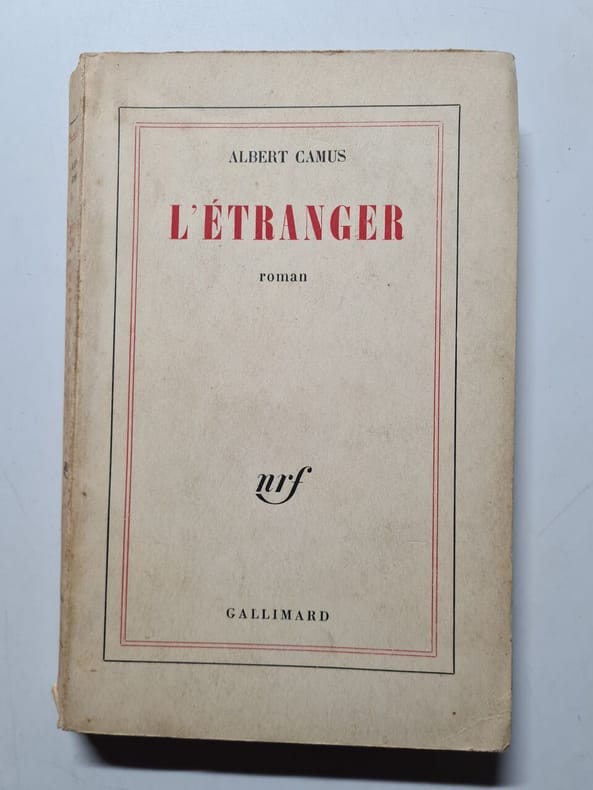 ALBERT CAMUS
L'ÉTRANGER
roman
nrf
GALLIMARD